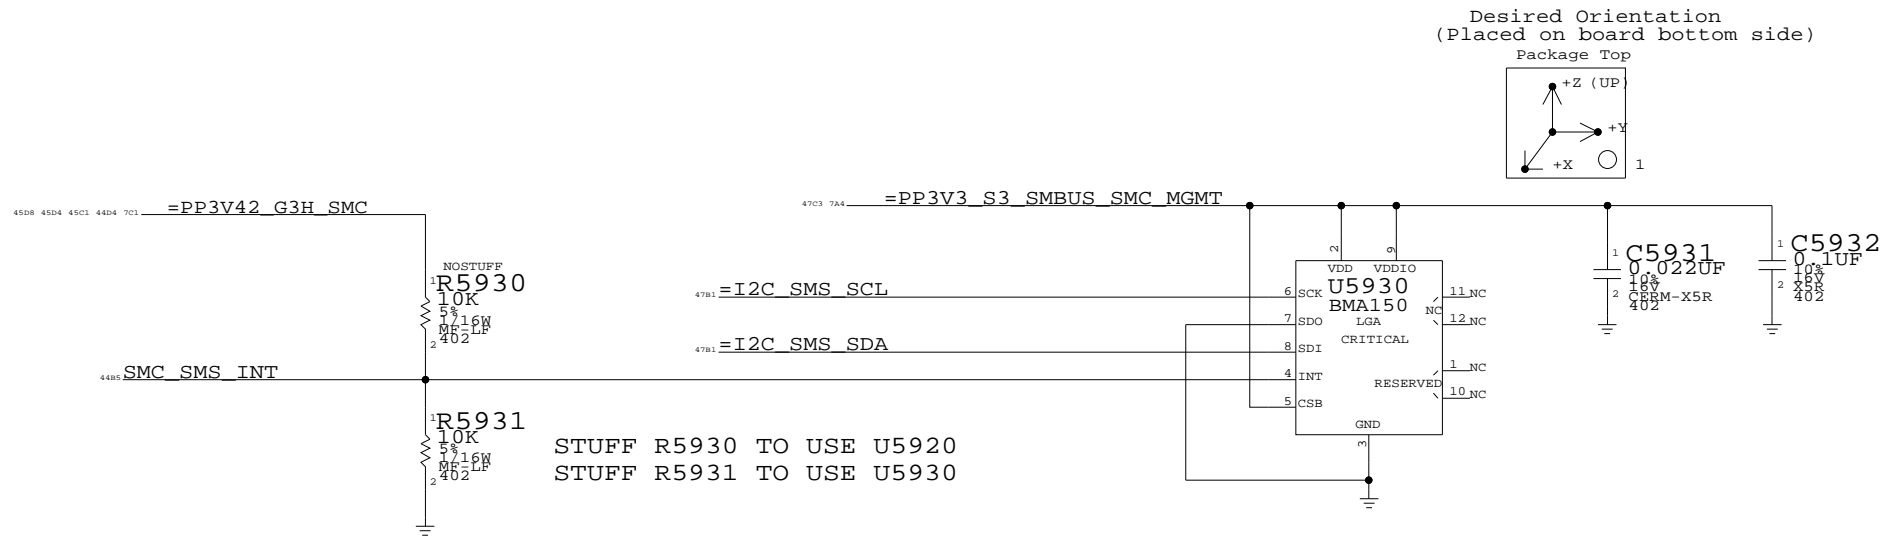 Desired Orientation
(Placed on board bottom side)
Package Top
+Z (UP)
+Y
+X
1
45D8 45D4 45C1 44D4 7C1
=PP3V42_G3H_SMC
47C3 7A4
=PP3V3_S3_SMBUS_SMC_MGMT
NOSTUFF
1
R5930
10K
5%
1/16W
MF-LF
402
2
44B5
SMC_SMS_INT
1
R5931
10K
5%
1/16W
MF-LF
402
2
STUFF R5930 TO USE U5920
STUFF R5931 TO USE U5930
47B1
=I2C_SMS_SCL
47B1
=I2C_SMS_SDA
2
9
VDD
VDDIO
U5930
BMA150
LGA
CRITICAL
6 SCK
7 SDO
8 SDI
4 INT
5 CSB
NC
11 NC
12 NC
RESERVED
1 NC
10 NC
GND
3
1
C5931
0.022UF
10%
16V
CERM-X5R
402
2
1
C5932
0.1UF
10%
16V
X5R
402
2